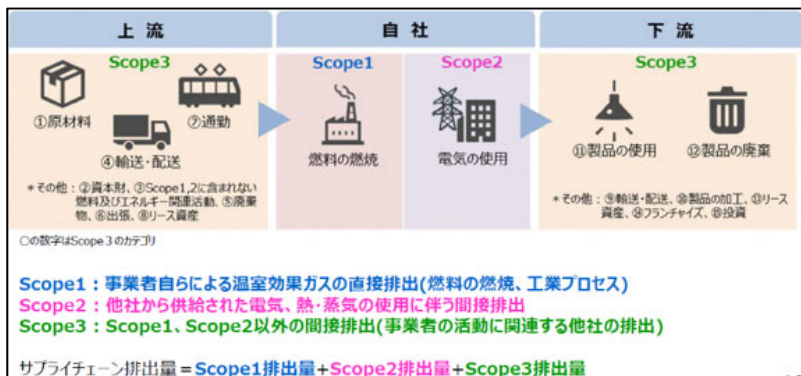 上流
自社
下流
Scope3
Scope1
Scope2
Scope3
①原材料
⑦通勤
④輸送・配送
燃料の燃焼
電気の使用
⑪製品の使用
⑫製品の廃棄
*その他：②資本財、③Scope1,2に含まれない
燃料及びエネルギー関連活動、⑤廃棄
物、⑥出張、⑧リース資産
*その他：⑨輸送・配送、⑩製品の加工、⑬リース
資産、⑭フランチャイズ、⑮投資
○の数字はScope 3 のカテゴリ
Scope1：事業者自らによる温室効果ガスの直接排出(燃料の燃焼、工業プロセス)
Scope2：他社から供給された電気、熱・蒸気の使用に伴う間接排出
Scope3：Scope1、Scope2以外の間接排出(事業者の活動に関連する他社の排出)
サプライチェーン排出量＝Scope1排出量+Scope2排出量+Scope3排出量